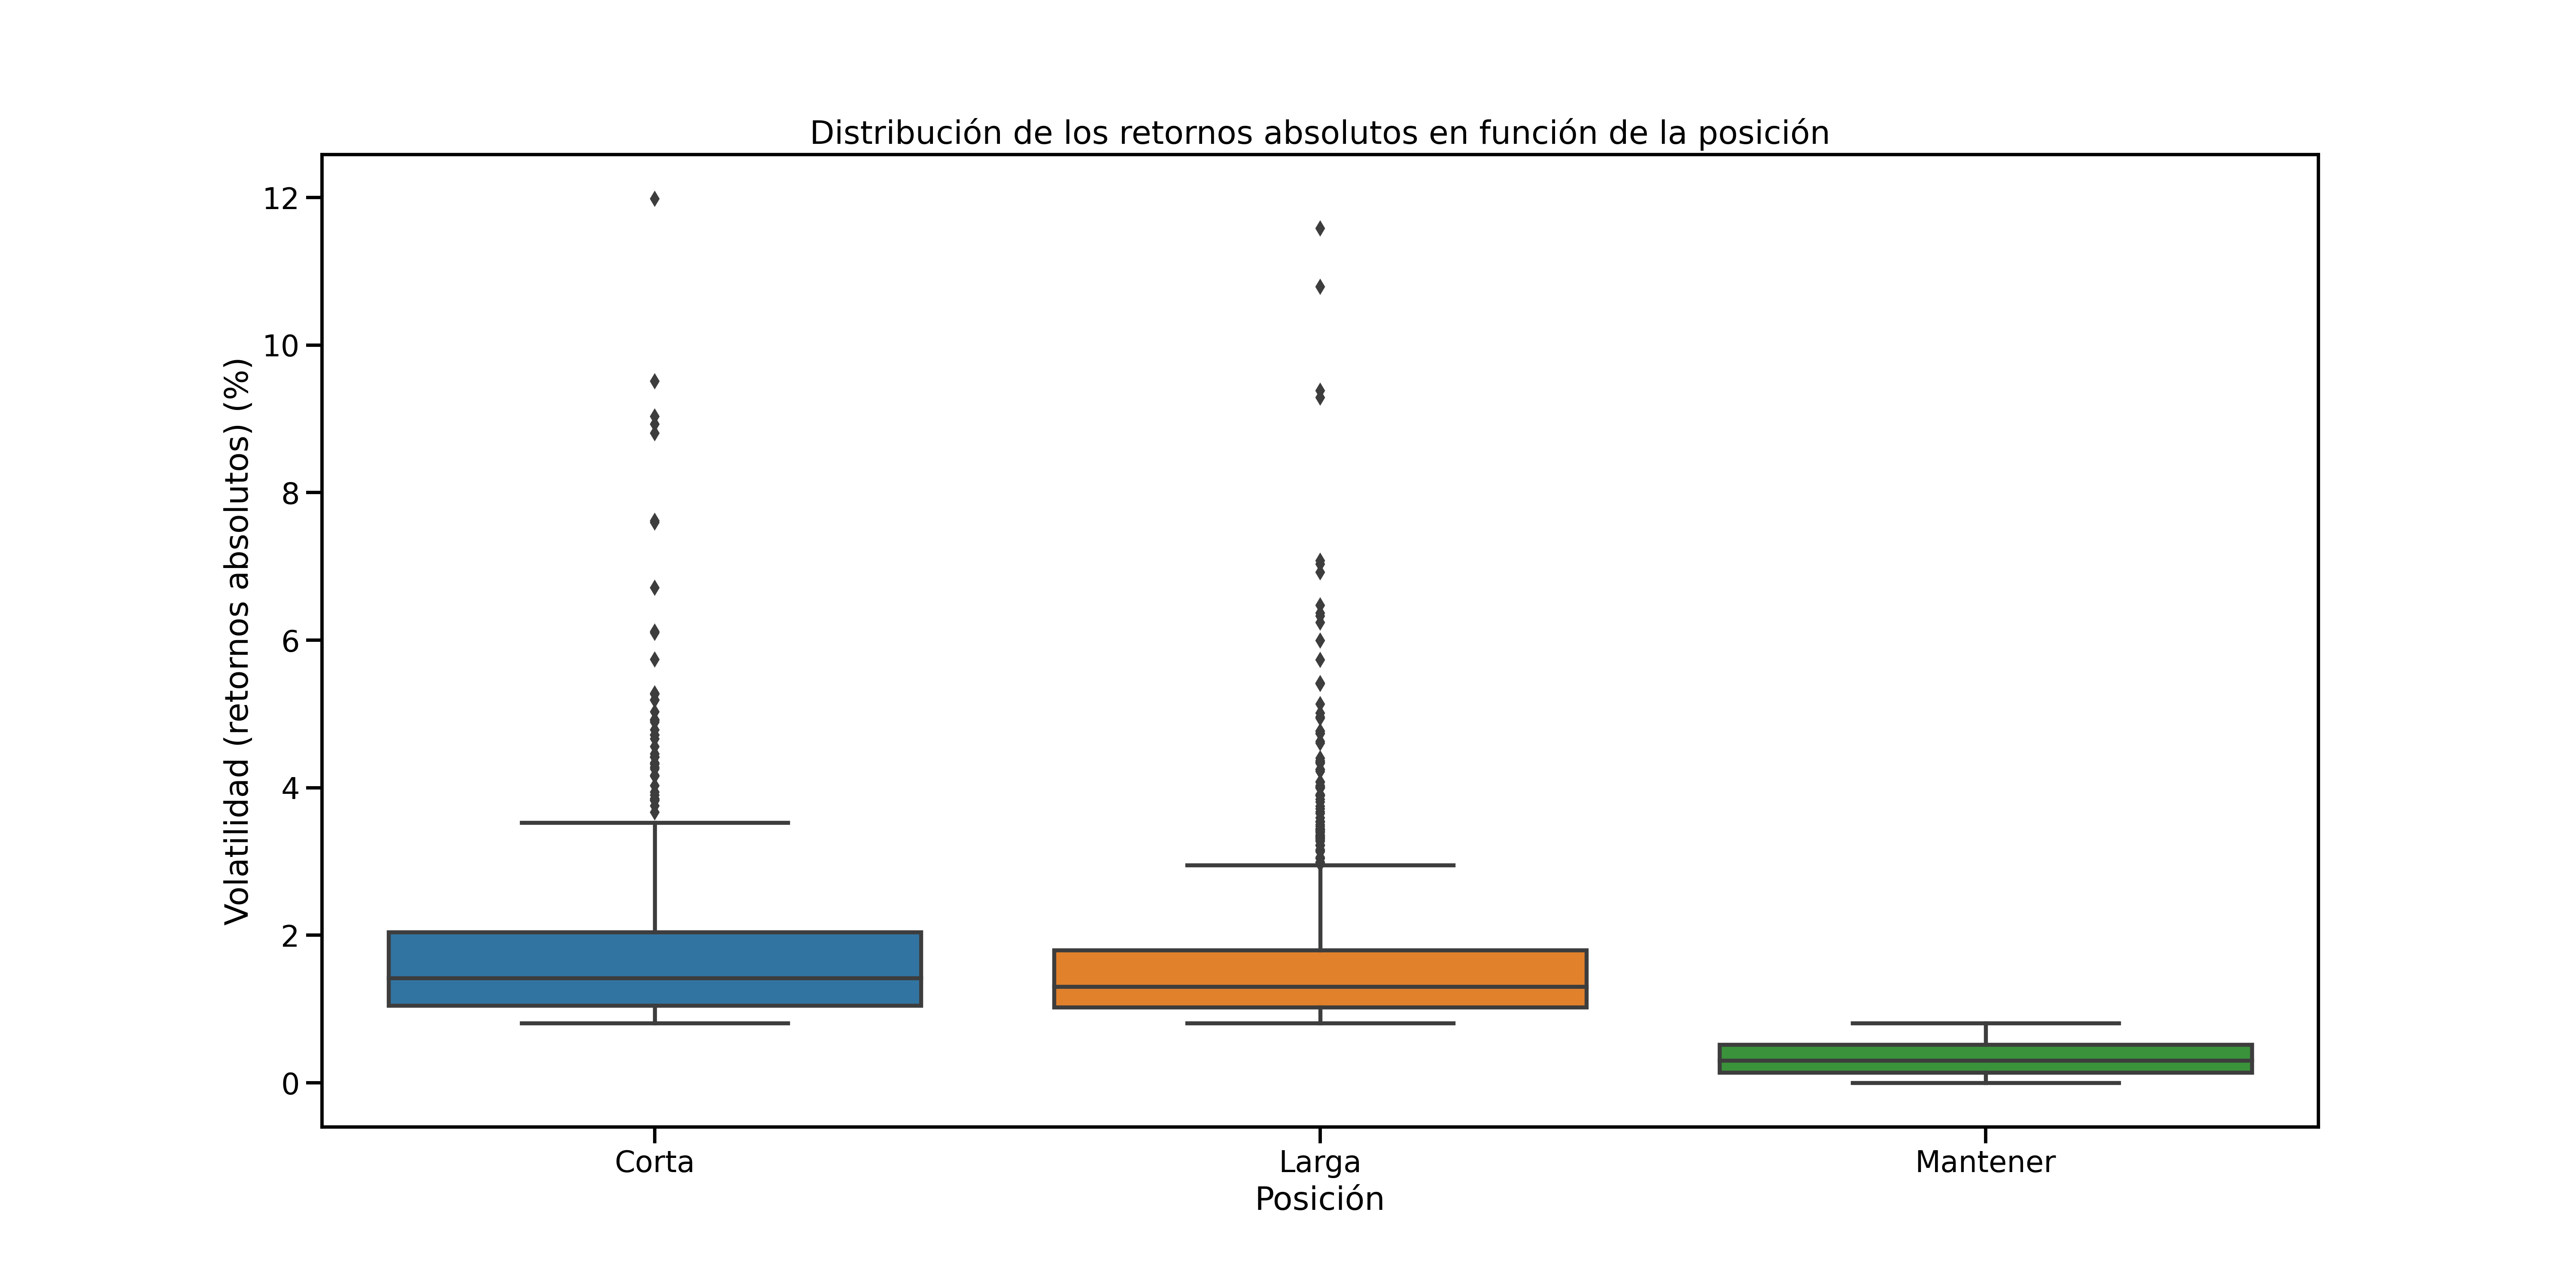 Distribución de los retornos absolutos en función de la posición
Volatilidad (retornos absolutos) (%)
12
10
8
6
4
2
0
Corta
Larga
Mantener
Posición